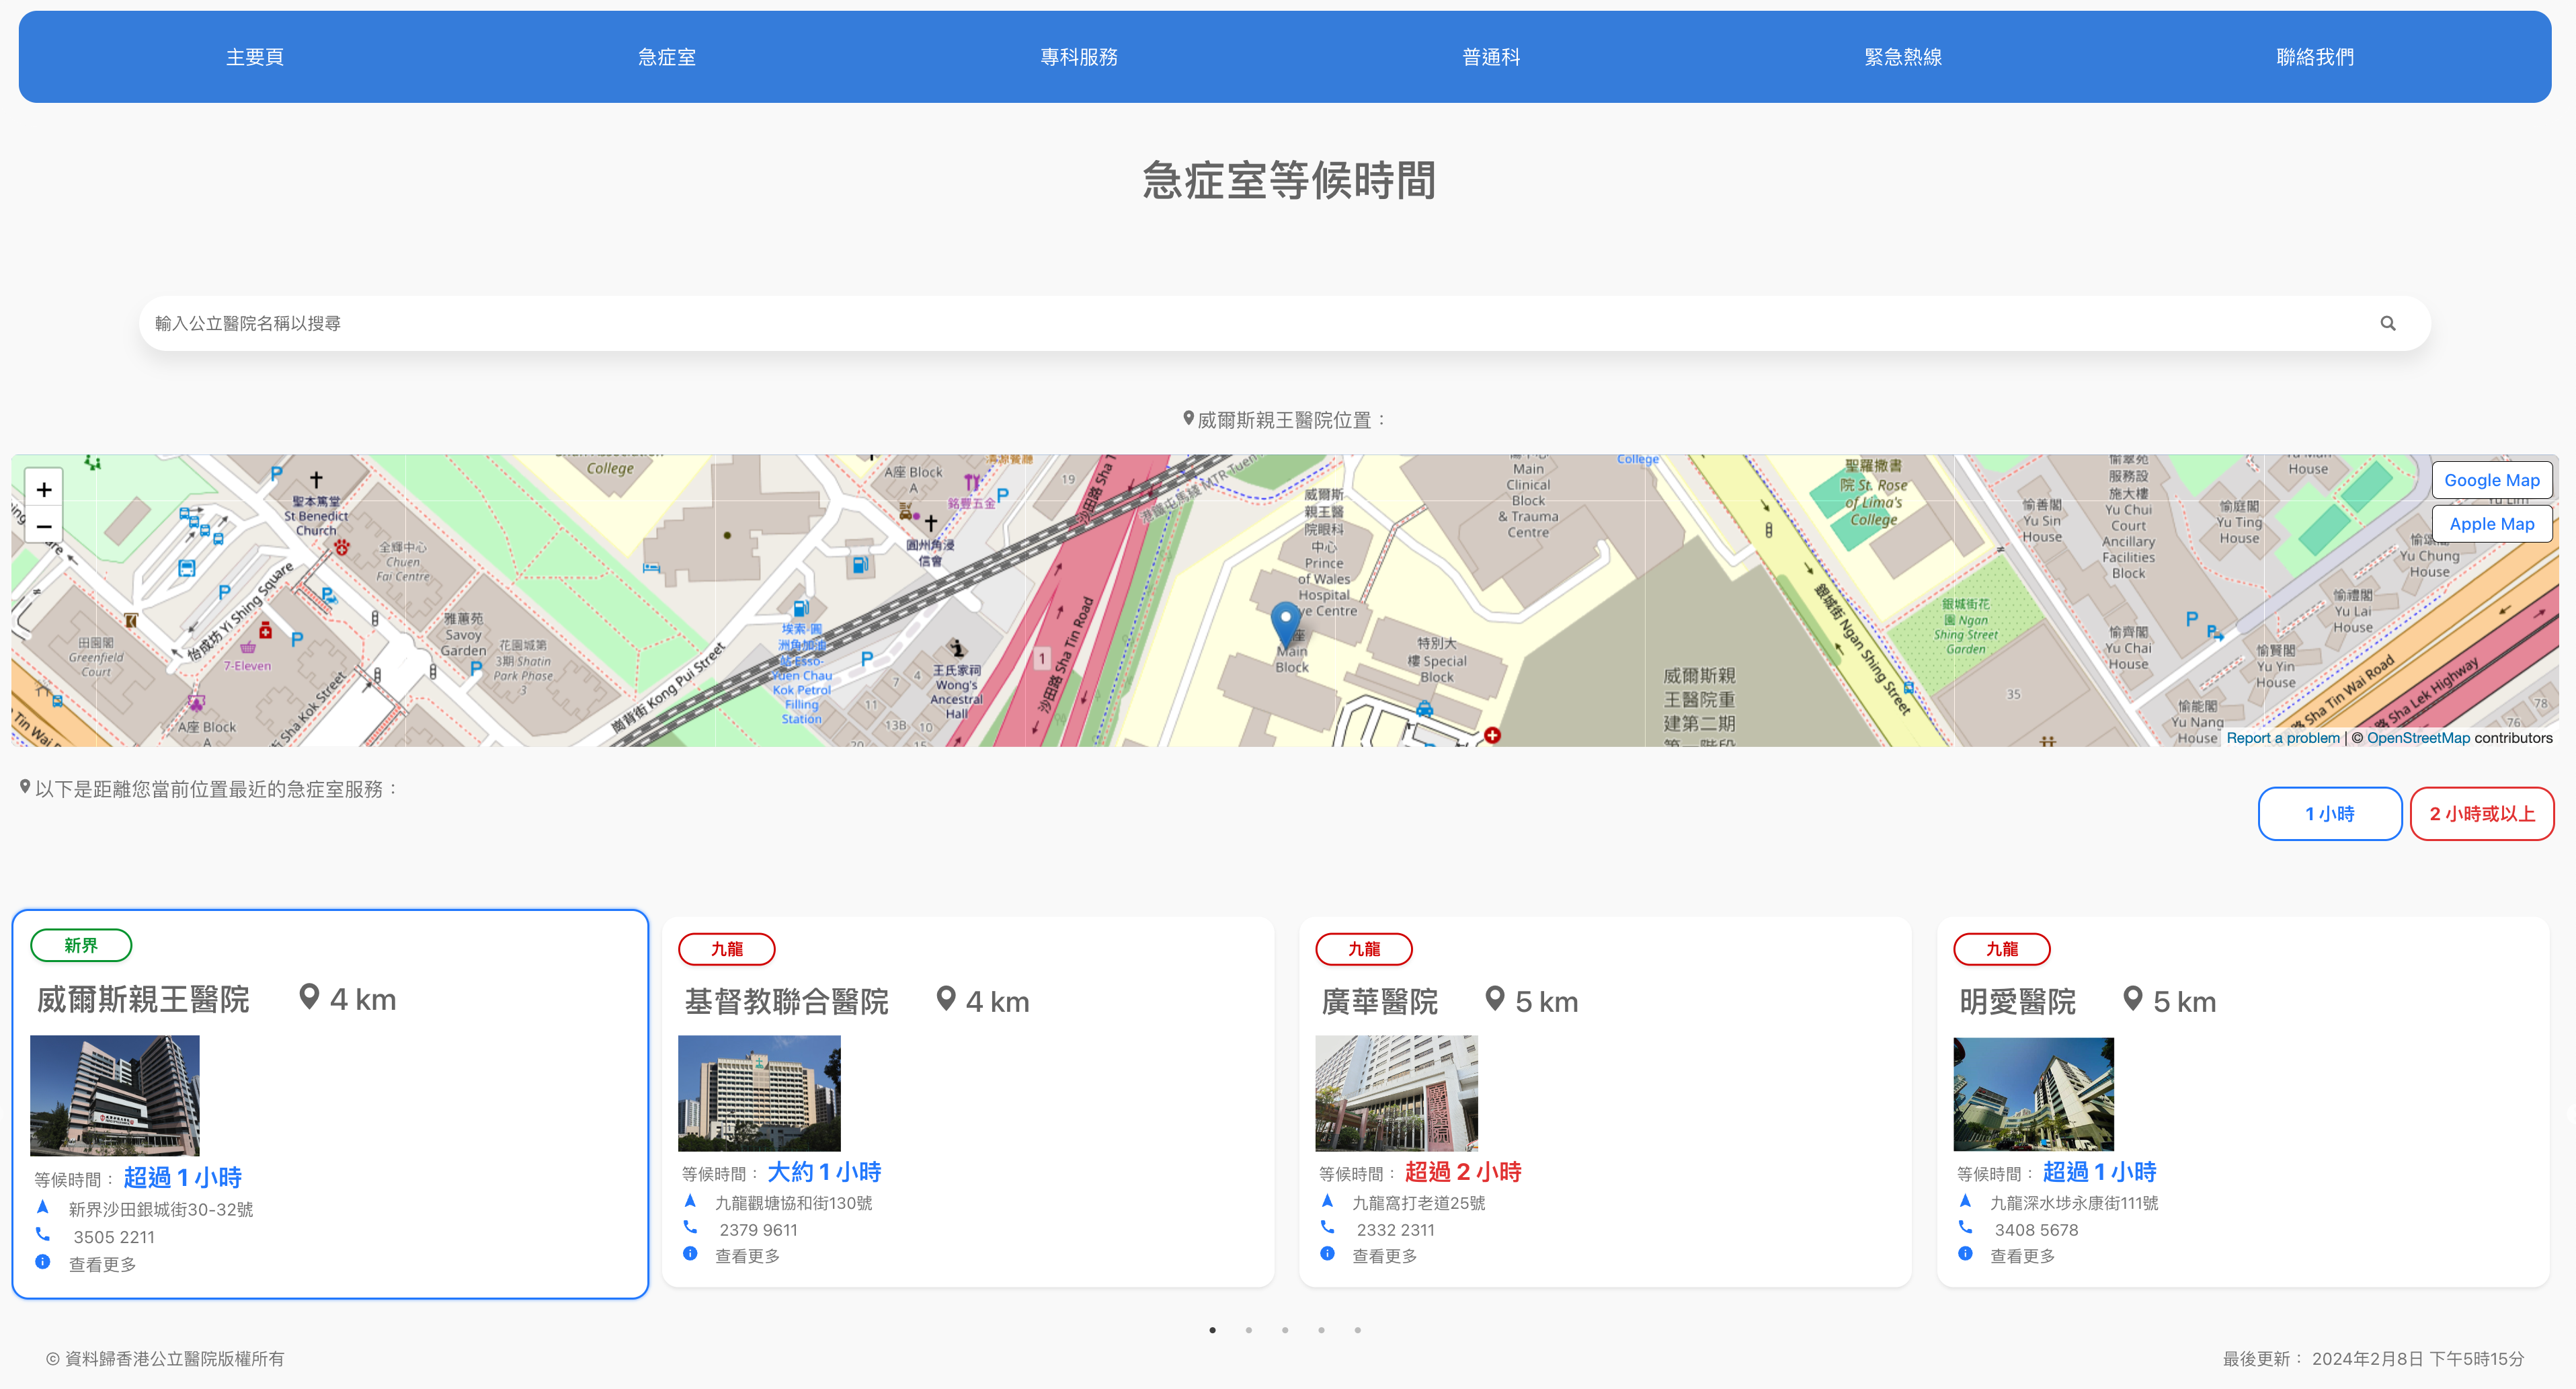 主要頁
急症室
專科服務
普通科
緊急熱線
聯絡我們
急症室等候時間
輸入公立醫院名稱以搜尋
威爾斯親王醫院位置：
+
−
聖本篤堂
St Benedict
Church
全輝中心
Chuen
Fai Centre
怡成坊 Yi Shing Square
田園閣
Greenfield
Court
7-Eleven
雅蕙苑
Savoy
Garden
花園城第
3期 Shatin
Park Phase
3
A座 Block
A
Sha Kok Street
Tin Wai
College
A座 Block
A
銘豐五金
圓州角浸
信會
埃索-圓
洲角加油
站 Esso-
Yuen Chau
Kok Petrol
Filling
Station
崗背街 Kong Pui Street
王氏家祠
Wong's
Ancestral
Hall
19
7
4
11
13B
10
1
沙田路 Sha Tin Road
沙田路 Sha T
港鐵屯馬綫 MTR Tuen
威爾斯
親王醫
院眼科
中心
Prince
of Wales
Hospital
Eye Centre
Main
Block
Main
Clinical
Block
& Trauma
Centre
特別大
樓 Special
Block
威爾斯親
王醫院重
建第二期
College
聖羅撒書
院 St. Rose
of Lima's
College
銀城街 Ngan Shing Street
銀城街花
園 Ngan
Shing Street
Garden
35
愉善閣
Yu Sin
House
愉翠苑
服務設
施大樓
Yu Chui
Court
Ancillary
Facilities
Block
愉庭閣
Yu Ting
House
House
愉齊閣
Yu Chai
House
愉禮閣
Yu Lai
House
愉賢閣
Yu Yin
House
愉能閣
Yu Nang
House
Yu Chung
House
路 Sha Tin Wai Road
路 Sha Lek Highway
76
78
Google Map
Apple Map
Report a problem | © OpenStreetMap contributors
以下是距離您當前位置最近的急症室服務：
1 小時
2 小時或以上
新界
威爾斯親王醫院 4 km
等候時間： 超過 1 小時
新界沙田銀城街30-32號
3505 2211
查看更多
九龍
基督教聯合醫院 4 km
等候時間： 大約 1 小時
九龍觀塘協和街130號
2379 9611
查看更多
九龍
廣華醫院 5 km
等候時間： 超過 2 小時
九龍窩打老道25號
2332 2311
查看更多
九龍
明愛醫院 5 km
等候時間： 超過 1 小時
九龍深水埗永康街111號
3408 5678
查看更多
© 資料歸香港公立醫院版權所有
最後更新： 2024年2月8日 下午5時15分